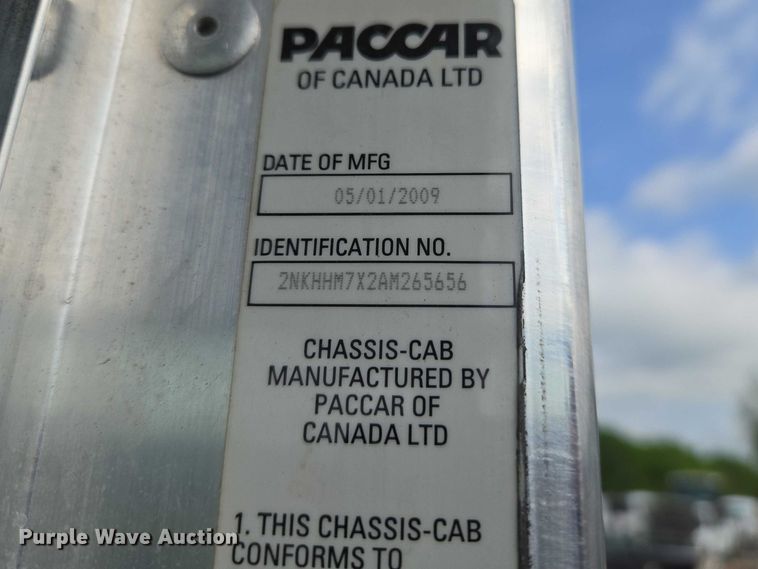 PACCAR
OF CANADA LTD
DATE OF MFG
05/01/2009
IDENTIFICATION NO.
2NKHHM7X2AM265656
CHASSIS-CAB
MANUFACTURED BY
PACCAR OF
CANADA LTD
1. THIS CHASSIS-CAB
CONFORMS TO
Purple Wave Auction